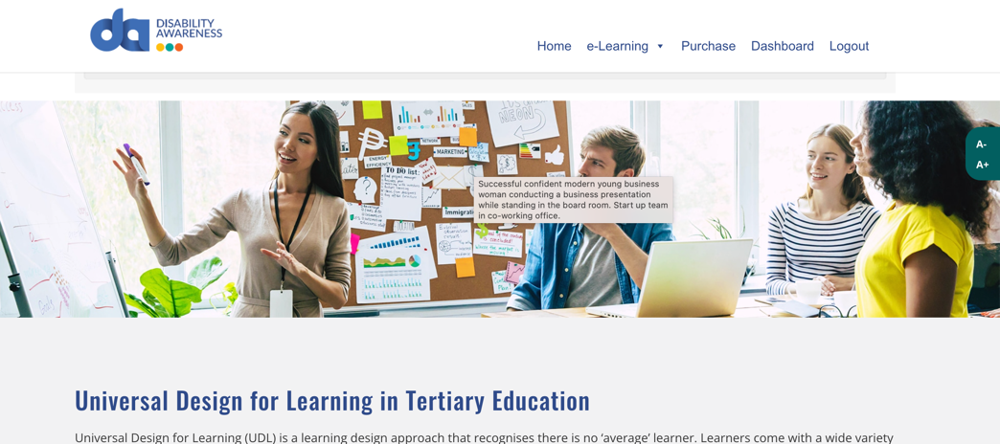 da DISABILITY
AWARENESS
Home e-Learning Purchase Dashboard Logout
A-
A+
IT'S
NEON!
NETWORK
MARKETING
ENERGY
EFFICIENCY
TO DO list:
Immigrati
Successful confident modern young business
woman conducting a business presentation
while standing in the board room. Start up team
in co-working office.
Universal Design for Learning in Tertiary Education
Universal Design for Learning (UDL) is a learning design approach that recognises there is no ‘average’ learner. Learners come with a wide variety